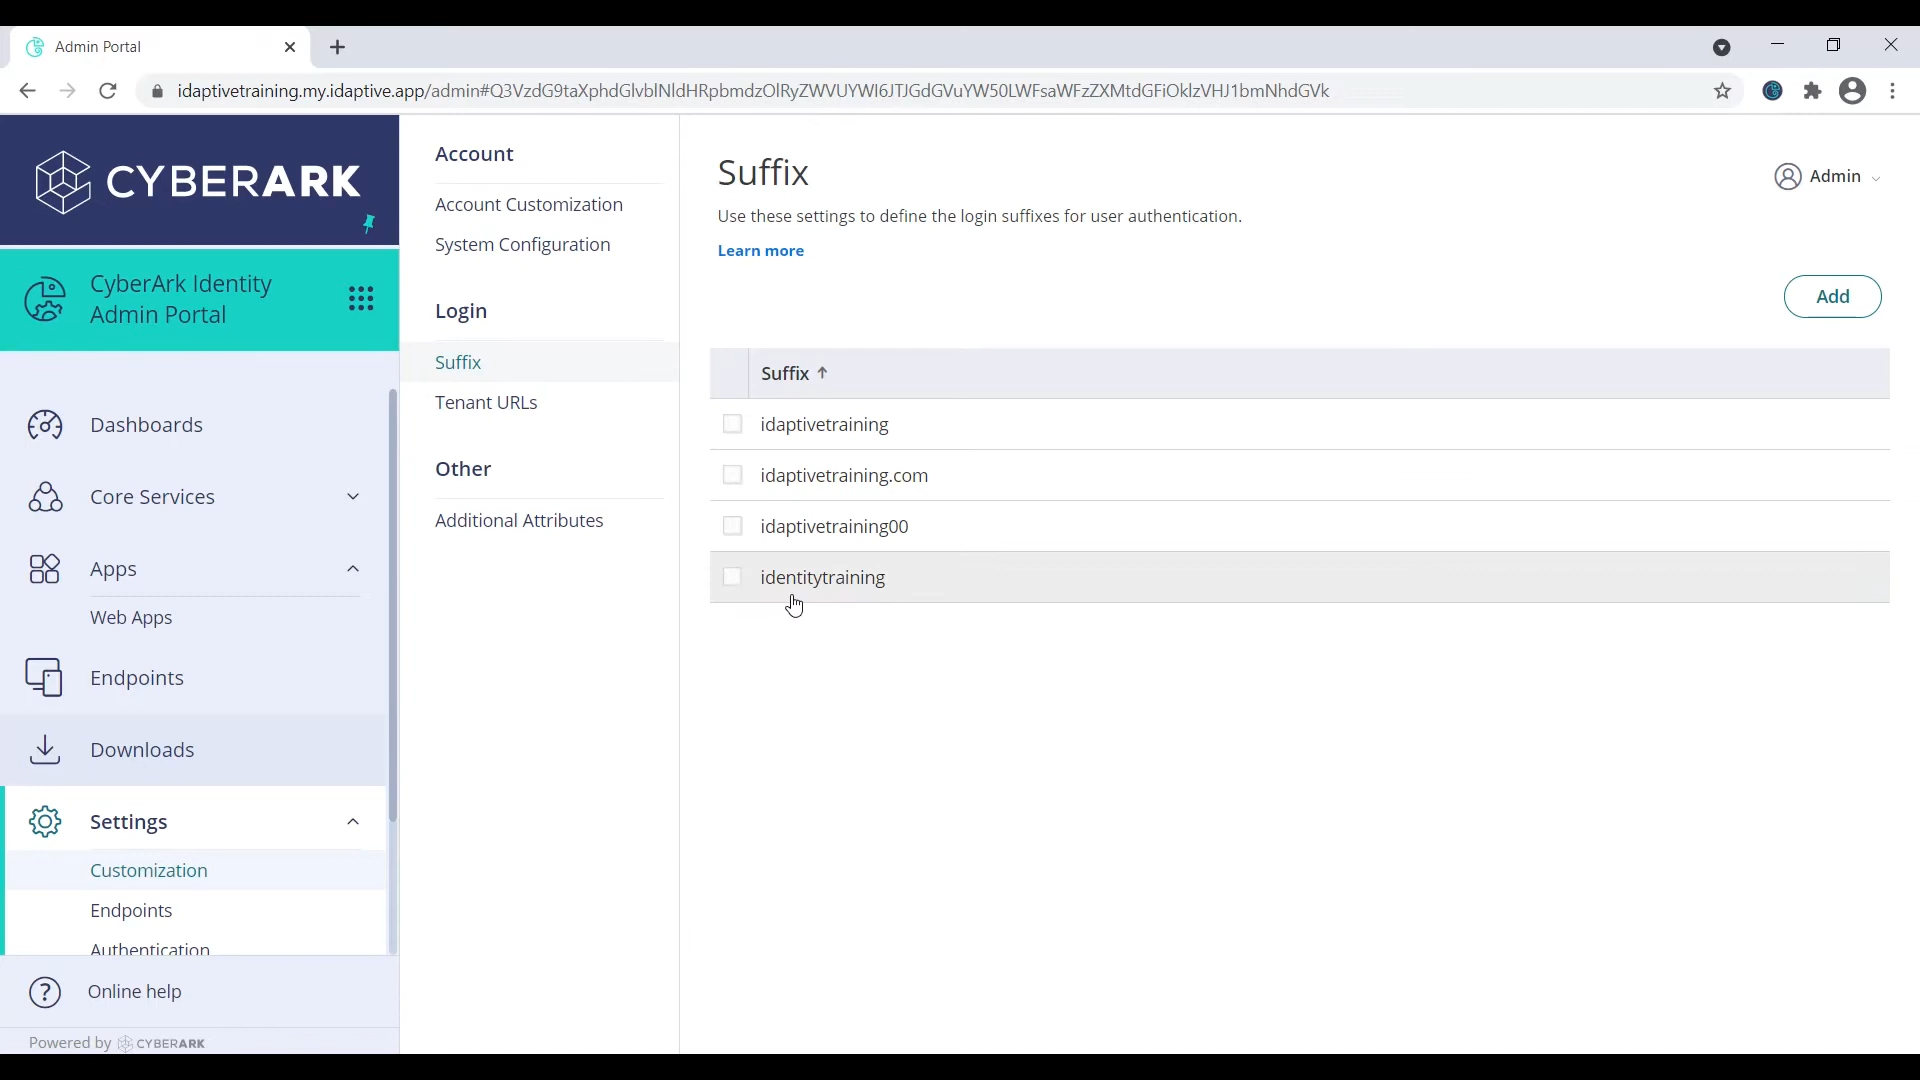 Admin Portal
idaptivetraining.my.idaptive.app/admin#Q3VzdG9taXphdGlvblNldHRpbmdzOlRyZWVUYWI6JTJGdGVuYW50LWFsaWFzZXMtdGFiOklzVHJ1bmNhdGVk
CYBERARK
CyberArk Identity
Admin Portal
Dashboards
Core Services
Apps
Web Apps
Endpoints
Downloads
Settings
Customization
Endpoints
Authentication
Online help
Powered by CYBERARK
Account
Account Customization
System Configuration
Login
Suffix
Tenant URLs
Other
Additional Attributes
Suffix
Use these settings to define the login suffixes for user authentication.
Learn more
Admin
Add
Suffix
idaptivetraining
idaptivetraining.com
idaptivetraining00
identitytraining